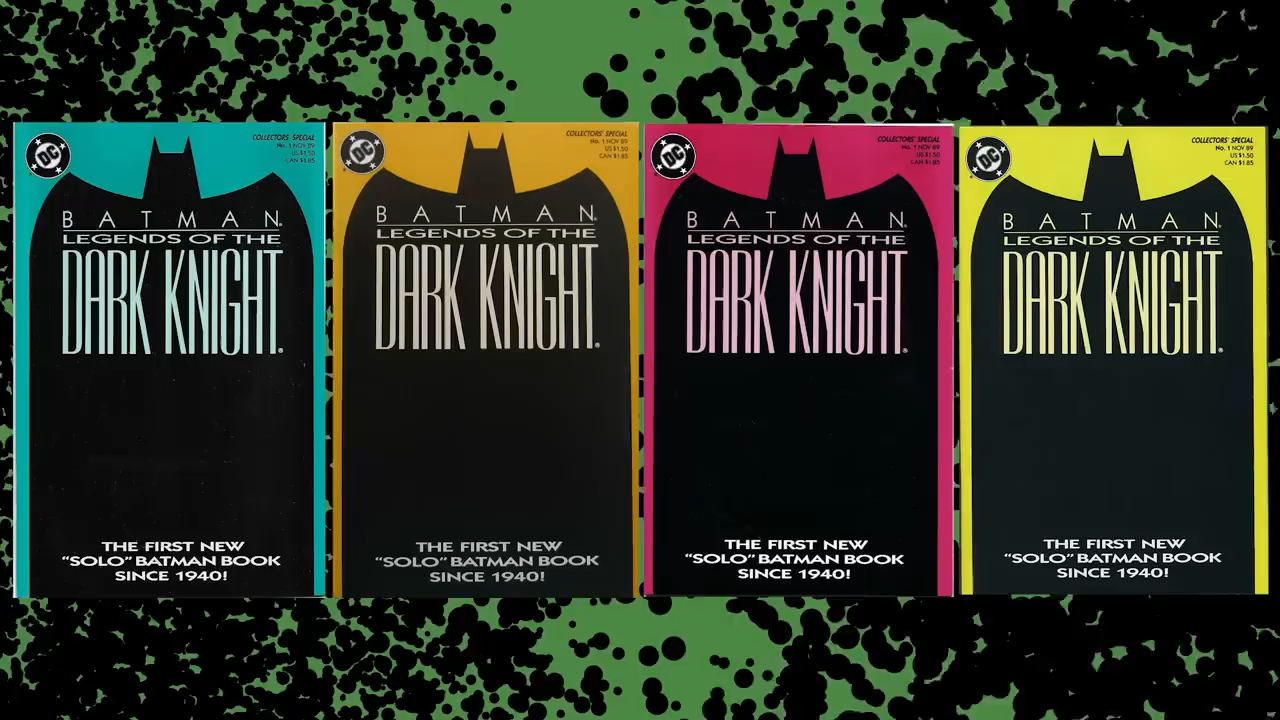 DC
COLLECTORS' SPECIAL
No. 1 NOV 89
US $1.50
CAN $1.85
BATMAN®
LEGENDS OF THE
DARK KNIGHT®
THE FIRST NEW
“SOLO” BATMAN BOOK
SINCE 1940!
DC
COLLECTORS' SPECIAL
No. 1 NOV 89
US $1.50
CAN $1.85
BATMAN®
LEGENDS OF THE
DARK KNIGHT®
THE FIRST NEW
“SOLO” BATMAN BOOK
SINCE 1940!
DC
COLLECTORS' SPECIAL
No. 1 NOV 89
US $1.50
CAN $1.85
BATMAN®
LEGENDS OF THE
DARK KNIGHT®
THE FIRST NEW
“SOLO” BATMAN BOOK
SINCE 1940!
DC
COLLECTORS' SPECIAL
No. 1 NOV 89
US $1.50
CAN $1.85
BATMAN®
LEGENDS OF THE
DARK KNIGHT®
THE FIRST NEW
“SOLO” BATMAN BOOK
SINCE 1940!